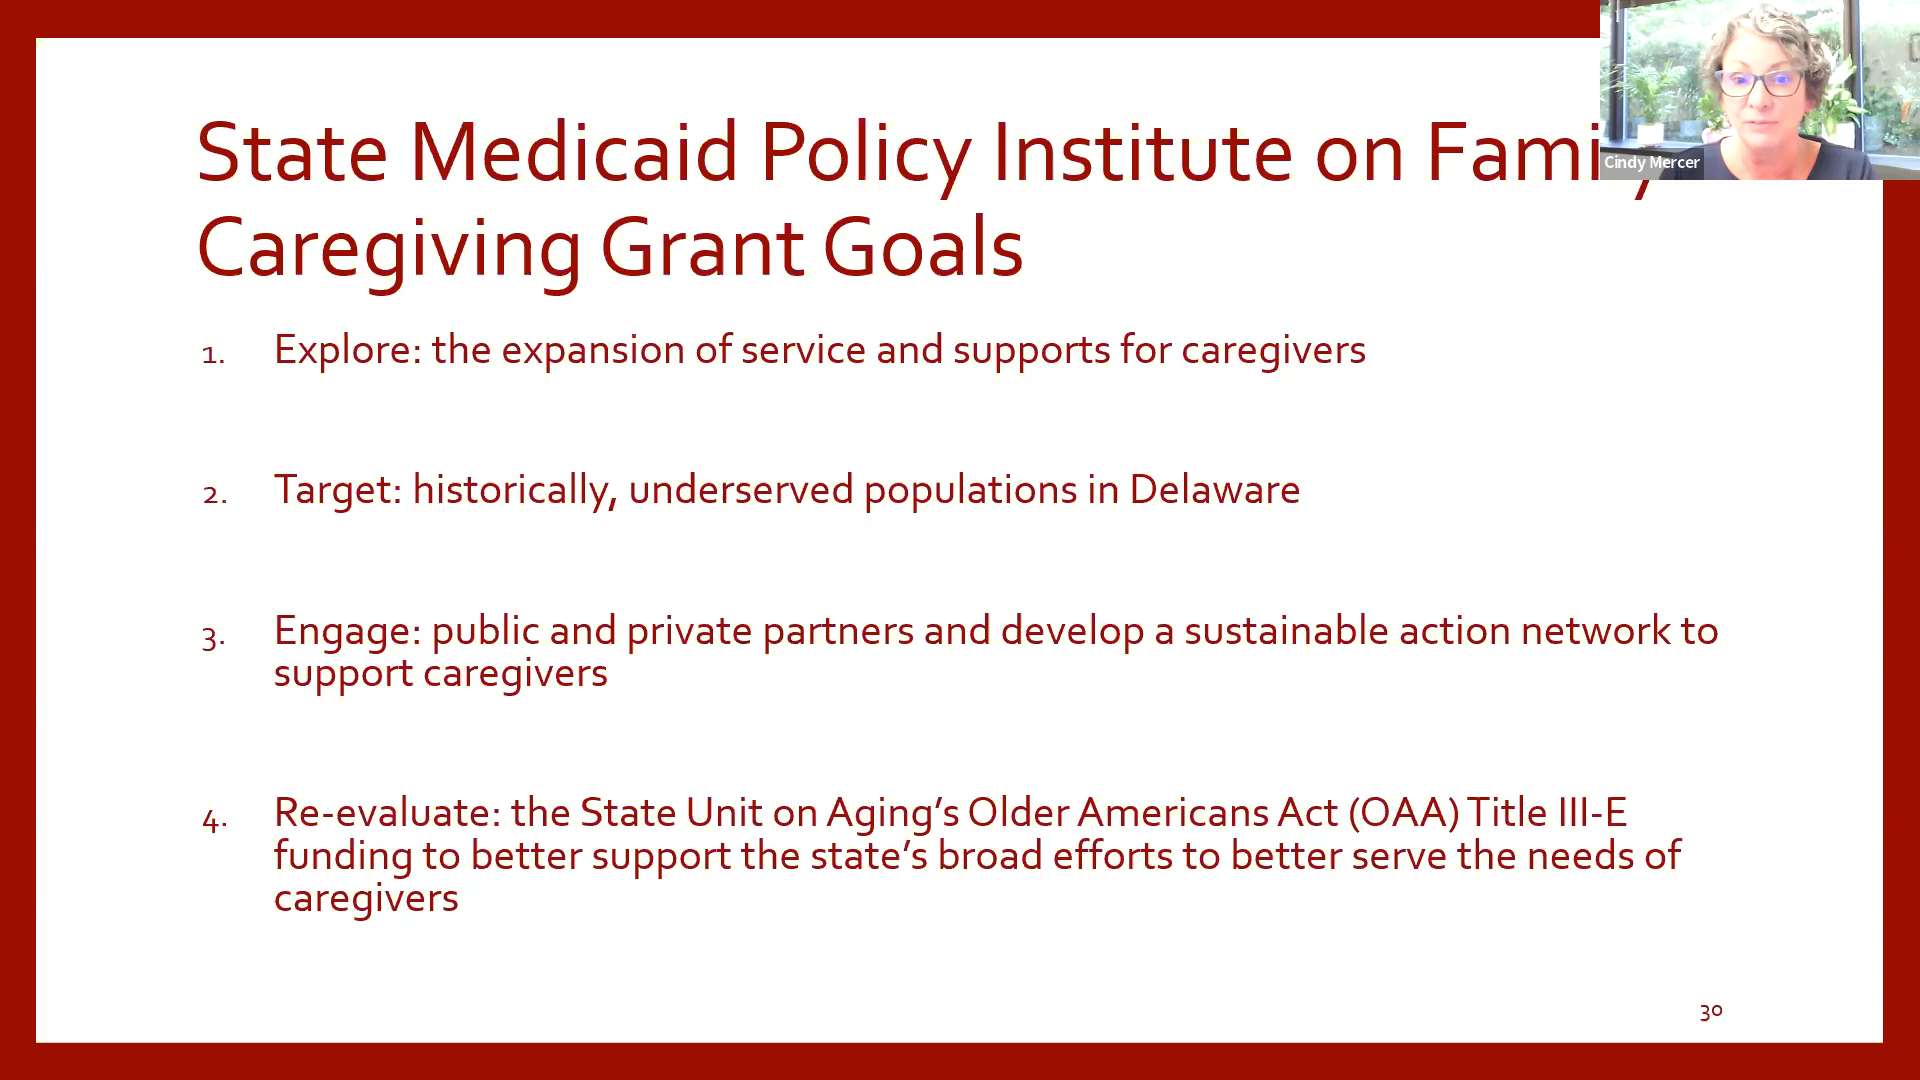 State Medicaid Policy Institute on Fami
Caregiving Grant Goals
Cindy Mercer
1. Explore: the expansion of service and supports for caregivers
2. Target: historically, underserved populations in Delaware
3. Engage: public and private partners and develop a sustainable action network to
support caregivers
4. Re-evaluate: the State Unit on Aging’s Older Americans Act (OAA) Title III-E
funding to better support the state’s broad efforts to better serve the needs of
caregivers
30